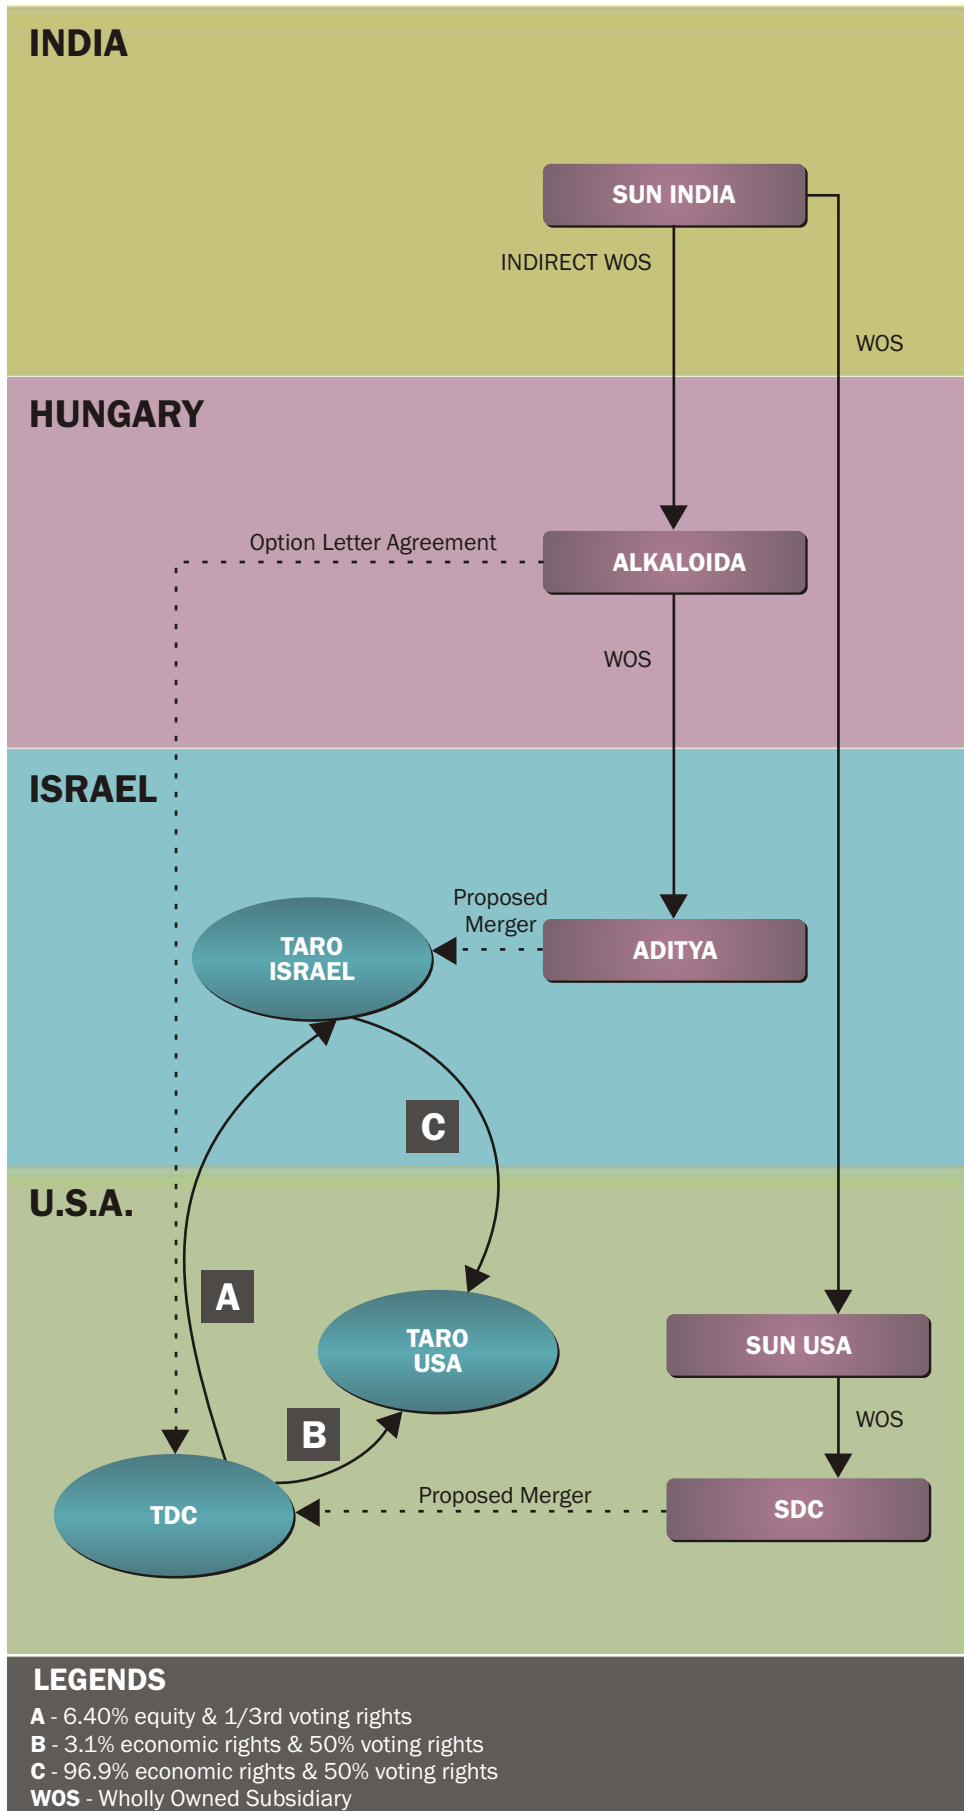 INDIA
SUN INDIA
INDIRECT WOS
WOS
HUNGARY
Option Letter Agreement
ALKALOIDA
WOS
ISRAEL
Proposed
Merger
TARO
ISRAEL
ADITYA
C
U.S.A.
A
TARO
USA
SUN USA
B
WOS
Proposed Merger
TDC
SDC
LEGENDS
A - 6.40% equity & 1/3rd voting rights
B - 3.1% economic rights & 50% voting rights
C - 96.9% economic rights & 50% voting rights
WOS - Wholly Owned Subsidiary